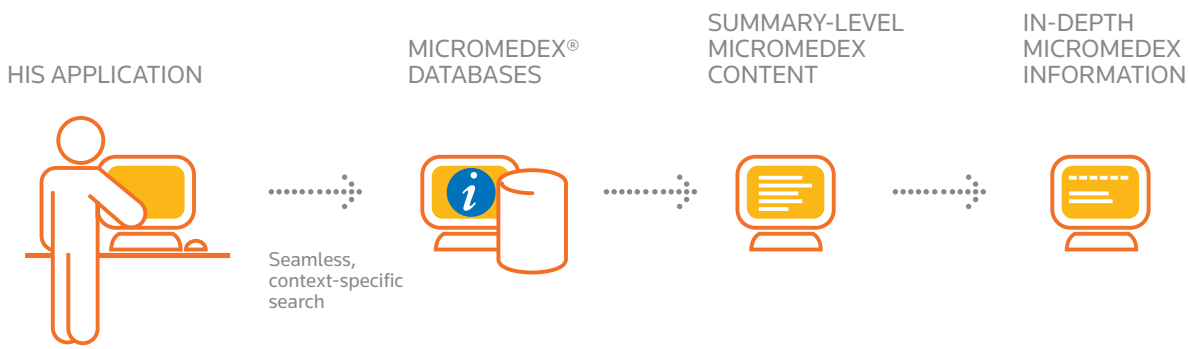 HIS APPLICATION
MICROMEDEX®
DATABASES
SUMMARY-LEVEL
MICROMEDEX
CONTENT
IN-DEPTH
MICROMEDEX
INFORMATION
i
Seamless,
context-specific
search